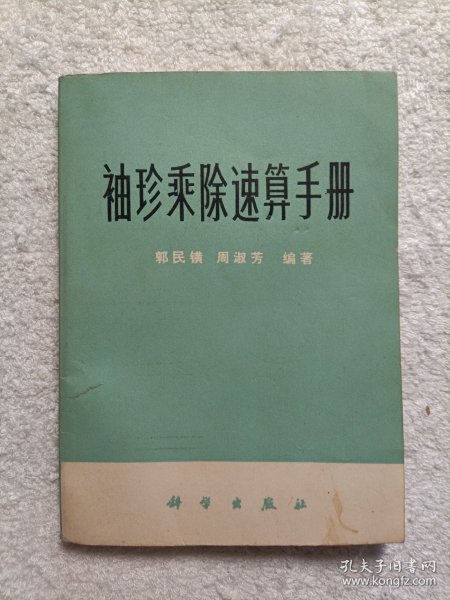 袖珍乘除速算手册
郭民镤 周淑芳 编著
科学出版社
孔夫子旧书网
www.kongfz.com